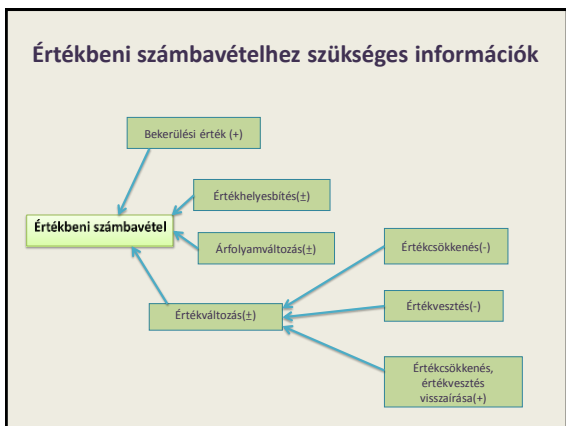 Értékbeni számbavételhez szükséges információk
Bekerülési érték (+)
Értékhelyesbítés(±)
Értékbeni számbavétel
Árfolyamváltozás(±)
Értékcsökkenés(-)
Értékváltozás(±)
Értékvesztés(-)
Értékcsökkenés,
értékvesztés
visszaírása(+)